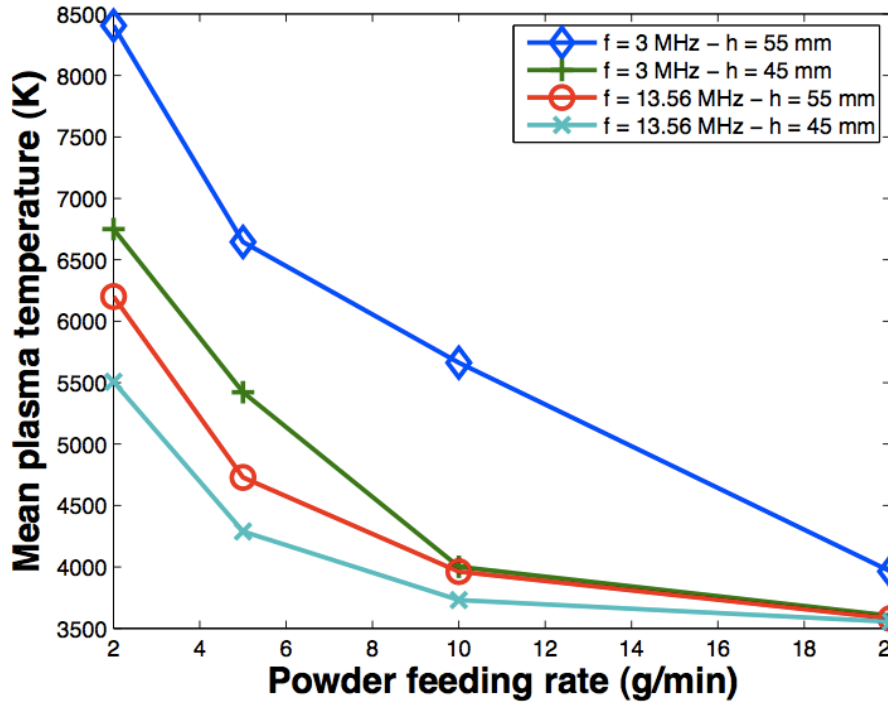 8500
8000
7500
7000
6500
6000
5500
5000
4500
4000
3500
Mean plasma temperature (K)
f = 3 MHz − h = 55 mm
f = 3 MHz − h = 45 mm
f = 13.56 MHz − h = 55 mm
f = 13.56 MHz − h = 45 mm
2 4 6 8 10 12 14 16 18
Powder feeding rate (g/min)